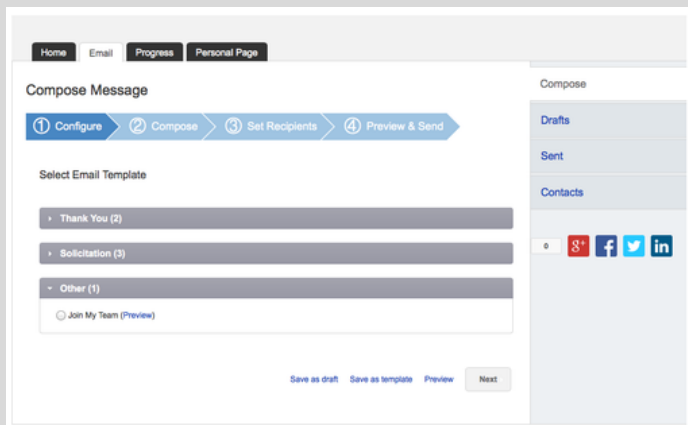 Home Email Progress Personal Page
Compose Message
1 Configure 2 Compose 3 Set Recipients 4 Preview & Send
Select Email Template
Thank You (2)
Solicitation (3)
Other (1)
Join My Team (Preview)
Save as draft Save as template Preview Next
Compose
Drafts
Sent
Contacts
0 8+ f in